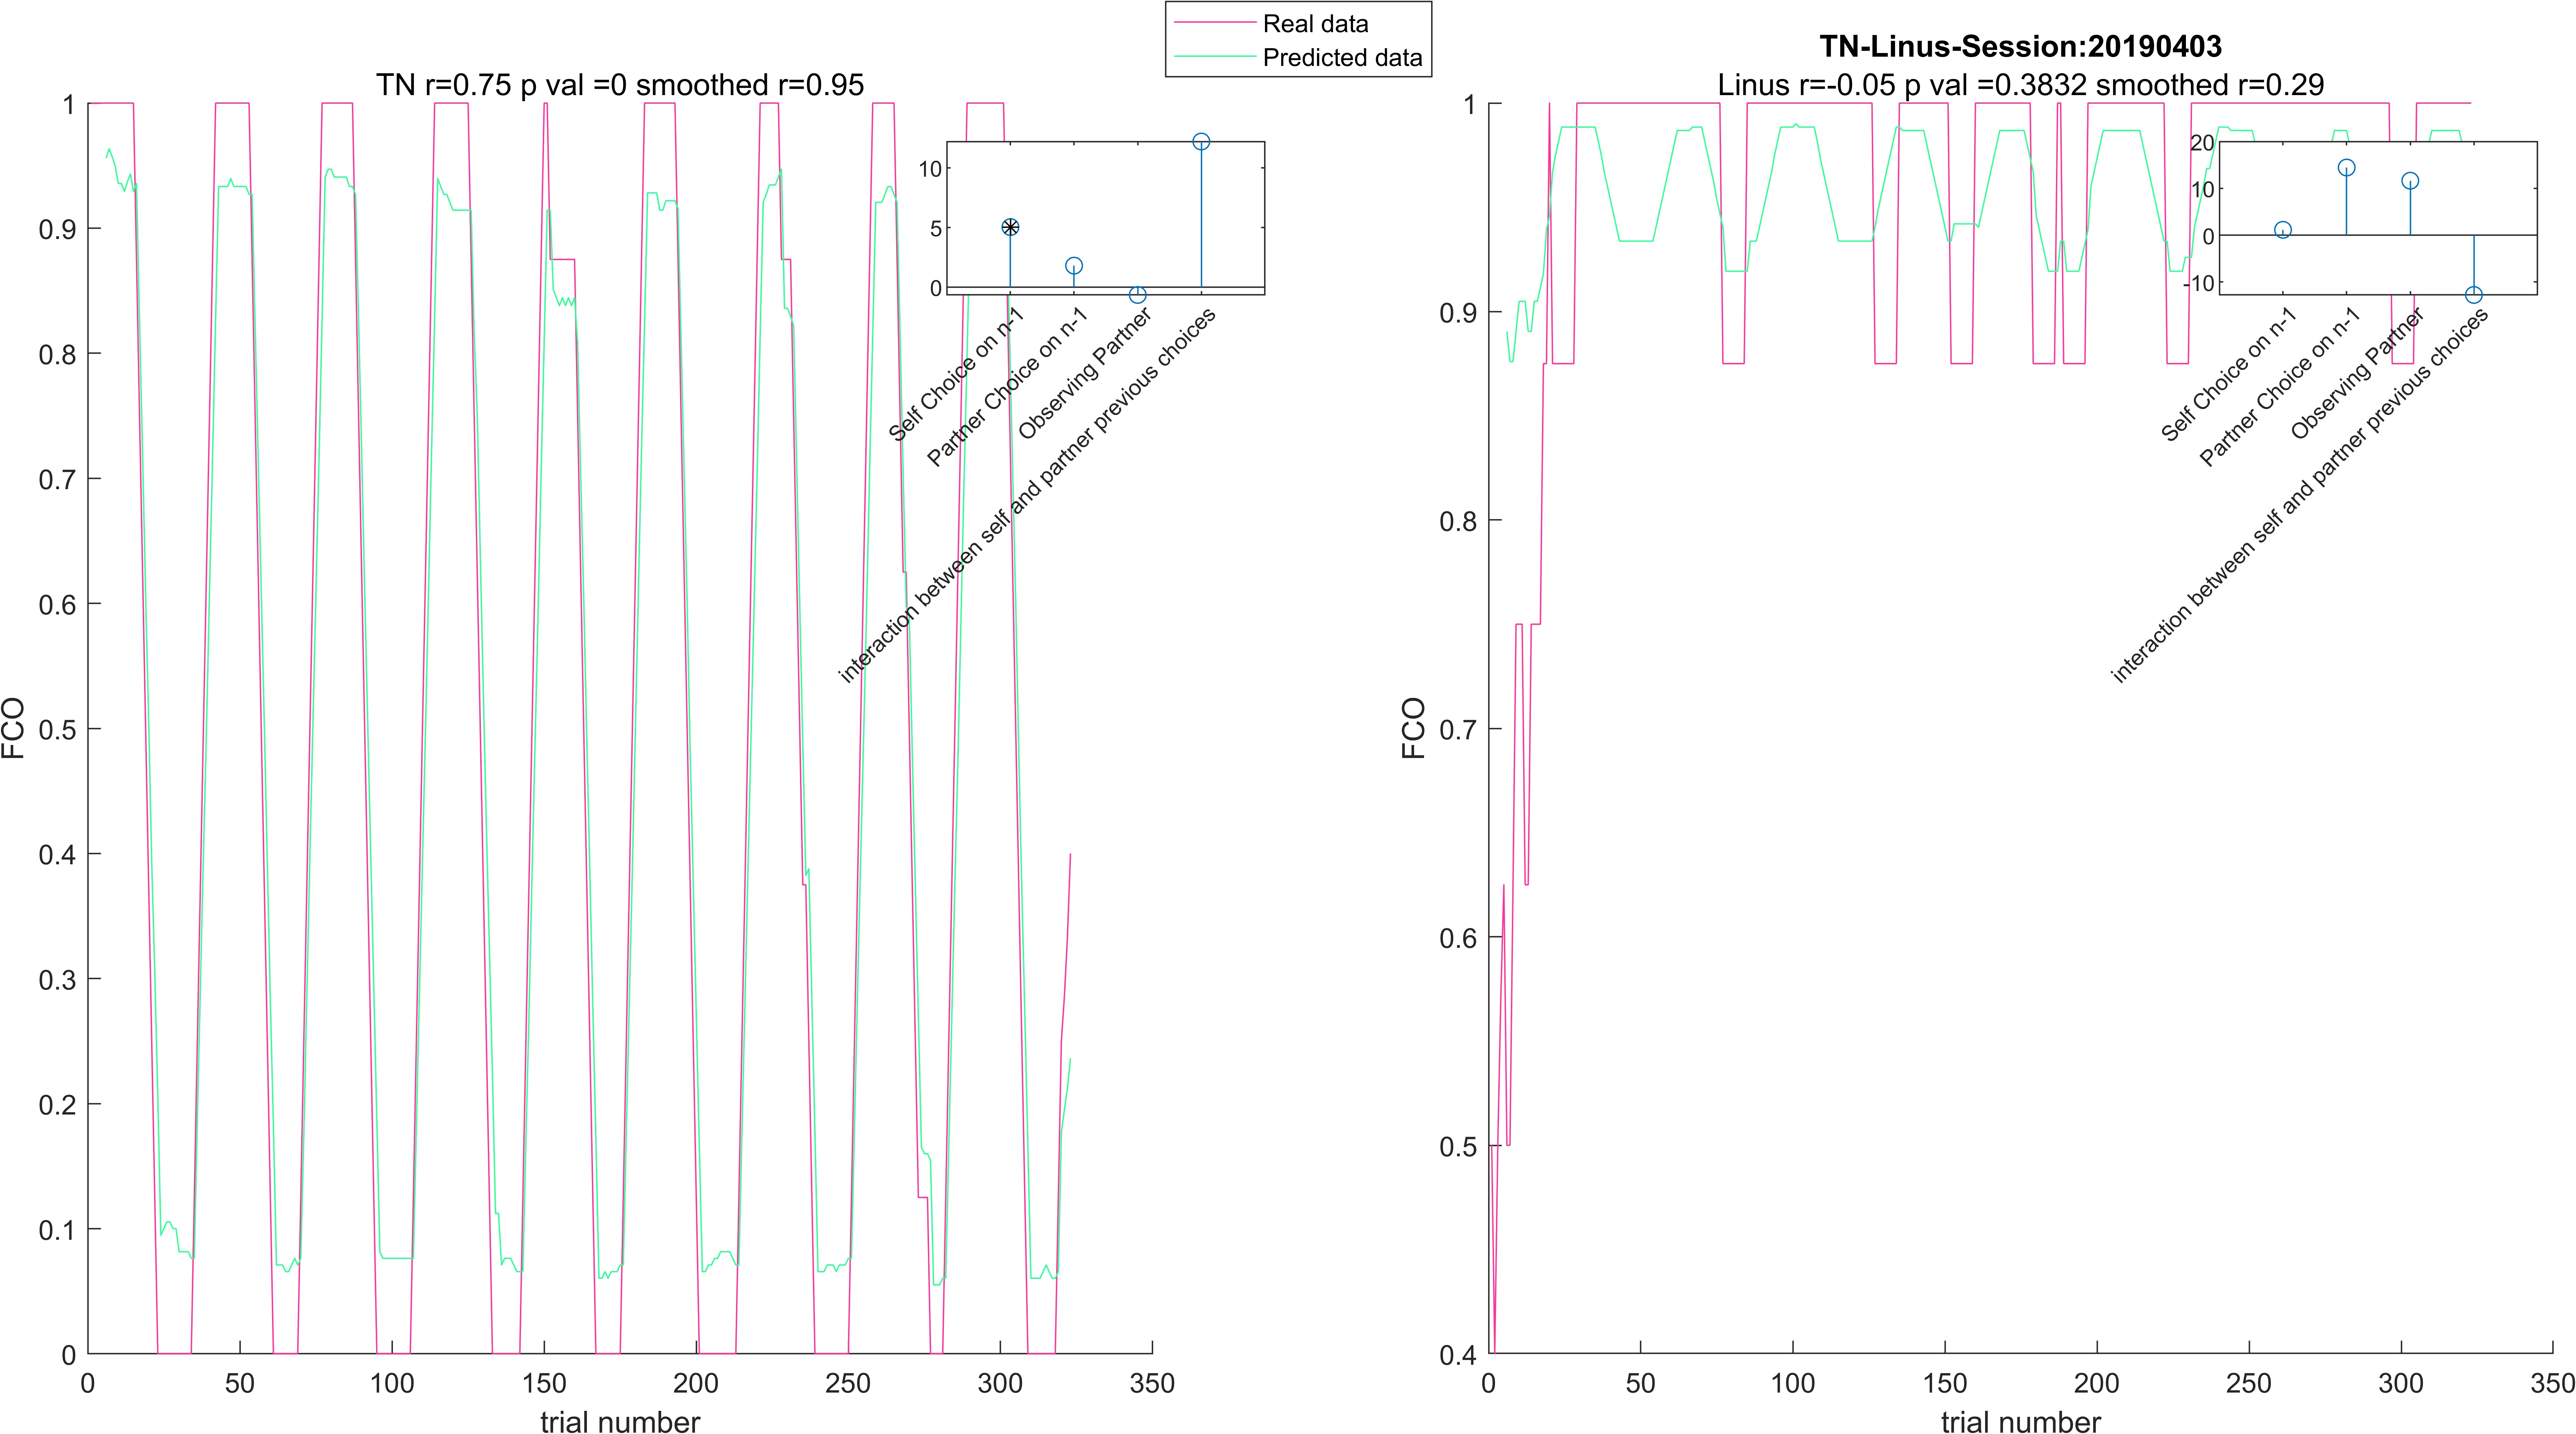 Real data
Predicted data
TN r=0.75 p val =0 smoothed r=0.95
1
0.9
0.8
0.7
0.6
0.5
0.4
0.3
0.2
0.1
0
FCO
0
50
100
150
200
250
300
350
trial number
10
5
0
Self Choice on n-1
Partner Choice on n-1
Observing Partner
interaction between self and partner previous choices
TN-Linus-Session:20190403
Linus r=-0.05 p val =0.3832 smoothed r=0.29
1
0.9
0.8
0.7
0.6
0.5
0.4
FCO
0
50
100
150
200
250
300
350
trial number
20
10
0
-10
Self Choice on n-1
Partner Choice on n-1
Observing Partner
interaction between self and partner previous choices